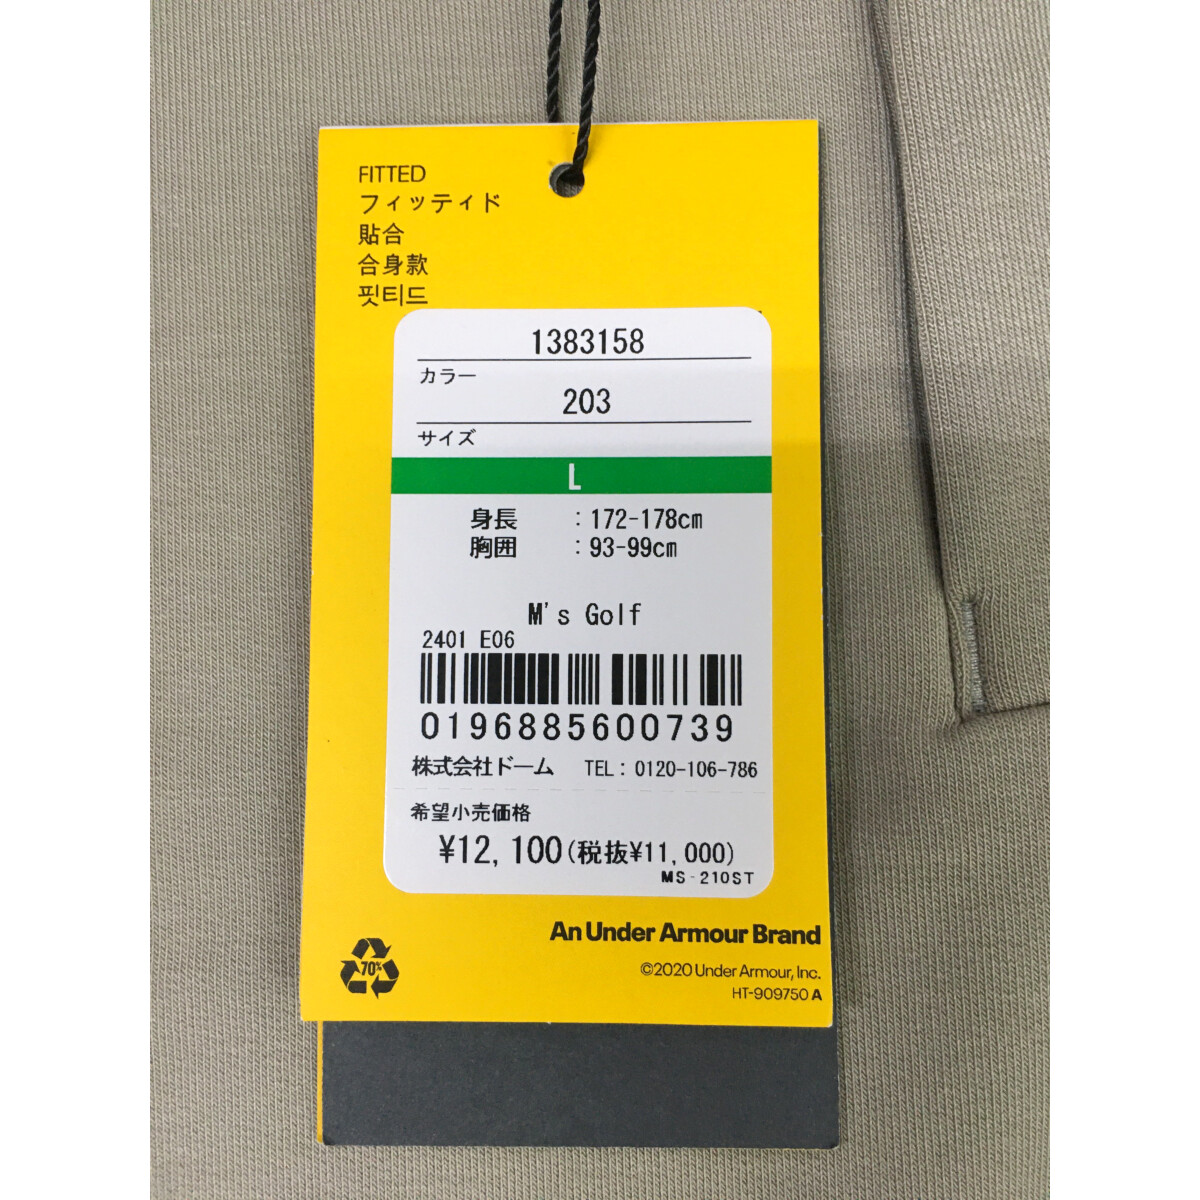 FITTED
フィッティド
貼合
合身款
핏티드
1383158
カラー
203
サイズ
L
身長 : 172-178cm
胸囲 : 93-99cm
M's Golf
2401 E06
0196885600739
株式会社ドーム TEL: 0120-106-786
希望小売価格
¥12,100(税抜¥11,000)
MS-210ST
An Under Armour Brand
©2020 Under Armour, Inc.
HT-909750 A
70%